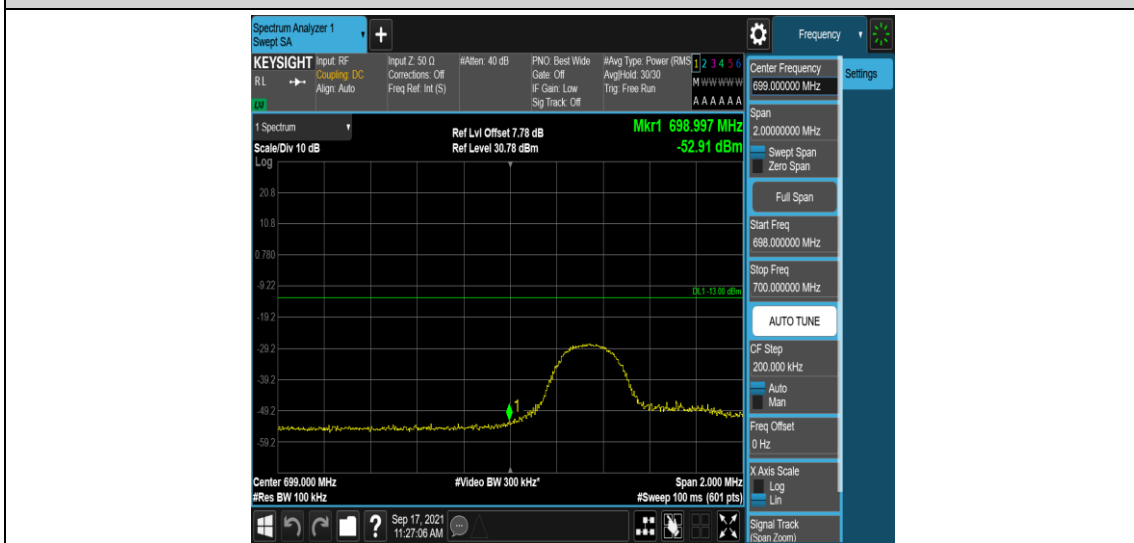 Spectrum Analyzer 1
Swept SA
+
Frequency
KEYSIGHT
RL
LXI
Input: RF
Coupling: DC
Align: Auto
Input Z: 50 Ω
Corrections: Off
Freq Ref: Int (S)
#Atten: 40 dB
PNO: Best Wide
Gate: Off
IF Gain: Low
Sig Track: Off
#Avg Type: Power (RMS
Avg|Hold: 30/30
Trig: Free Run
1 2 3 4 5 6
M W W W W W
A A A A A A
1 Spectrum
Scale/Div 10 dB
Log
Ref Lvl Offset 7.78 dB
Ref Level 30.78 dBm
Mkr1 698.997 MHz
-52.91 dBm
20.8
10.8
0.780
-9.22
DL1 -13.00 dBm
-19.2
-29.2
-39.2
-49.2
1
-59.2
Center 699.000 MHz
#Res BW 100 kHz
#Video BW 300 kHz*
Span 2.000 MHz
#Sweep 100 ms (601 pts)
?
Sep 17, 2021
11:27:06 AM
Center Frequency
699.000000 MHz
Settings
Span
2.00000000 MHz
Swept Span
Zero Span
Full Span
Start Freq
698.000000 MHz
Stop Freq
700.000000 MHz
AUTO TUNE
CF Step
200.000 kHz
Auto
Man
Freq Offset
0 Hz
X Axis Scale
Log
Lin
Signal Track
(Span Zoom)